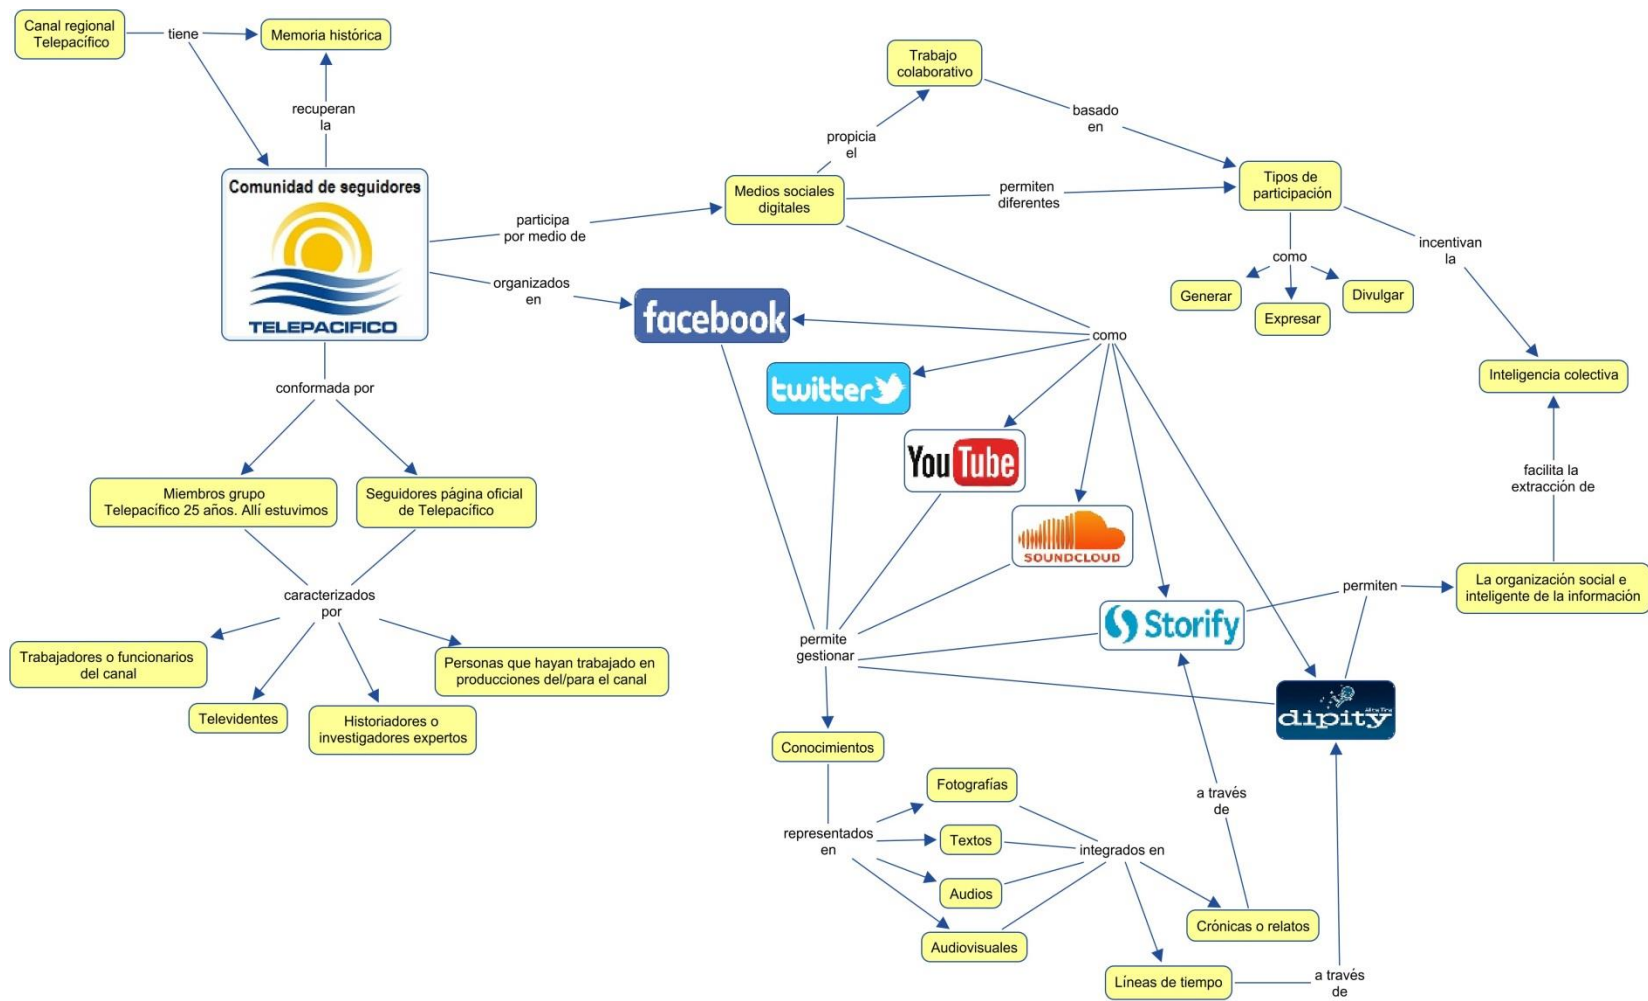 Canal regional
Telepacífico
tiene
Memoria histórica
recuperan
la
Comunidad de seguidores
TELEPACIFICO
conformada por
Miembros grupo
Telepacífico 25 años. Allí estuvimos
Seguidores página oficial
de Telepacífico
caracterizados
por
Trabajadores o funcionarios
del canal
Televidentes
Historiadores o
investigadores expertos
Personas que hayan trabajado en
producciones del/para el canal
participa
por medio de
organizados
en
Medios sociales
digitales
propicia
el
Trabajo
colaborativo
basado
en
permiten
diferentes
Tipos de
participación
como
Generar
Expresar
Divulgar
incentivan
la
Inteligencia colectiva
facilita la
extracción de
La organización social e
inteligente de la información
permiten
como
facebook
twitter
YouTube
SOUNDCLOUD
Storify
dipity
permite
gestionar
Conocimientos
representados
en
Fotografías
Textos
Audios
Audiovisuales
integrados en
Crónicas o relatos
a través
de
Líneas de tiempo
a través
de